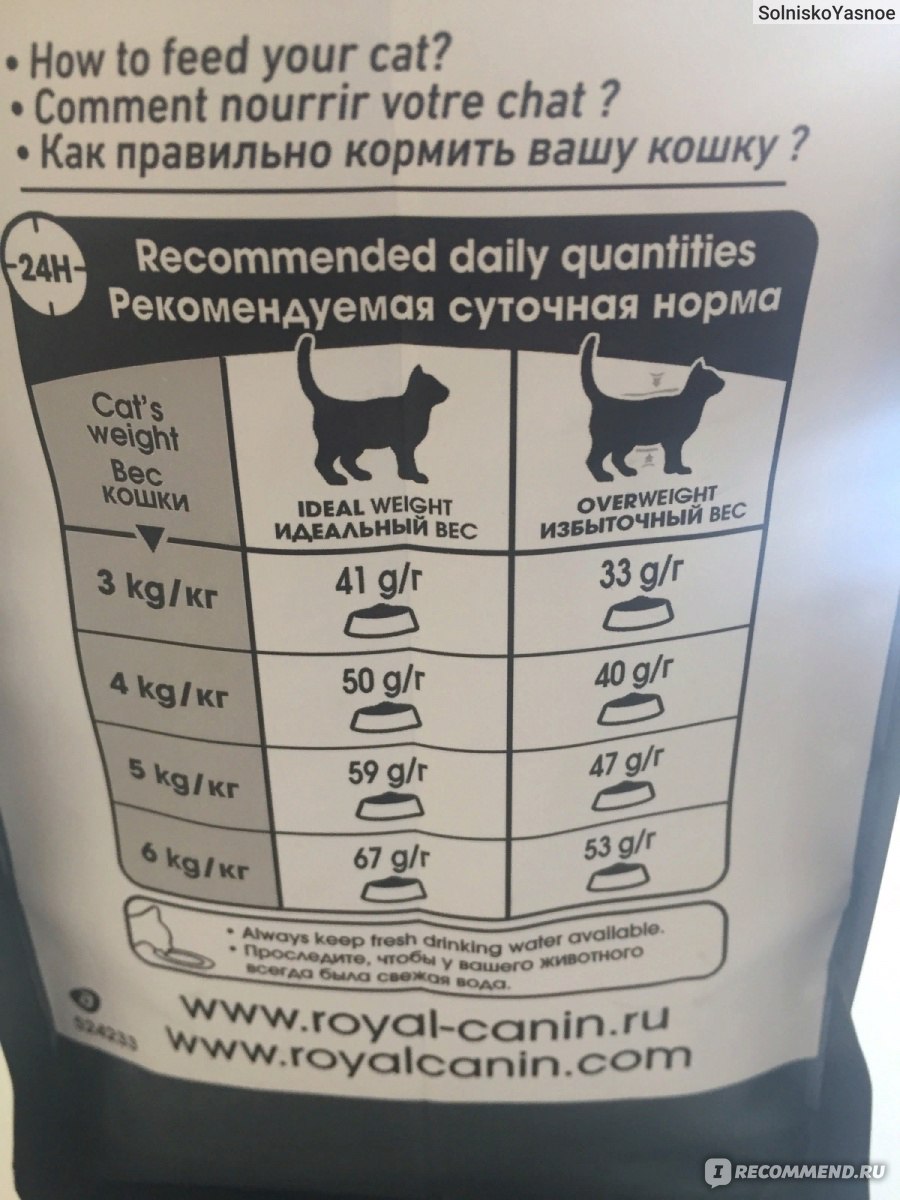 SolniskoYasnoe
• How to feed your cat?
• Comment nourrir votre chat ?
• Как правильно кормить вашу кошку ?
24H
Recommended daily quantities
Рекомендуемая суточная норма
Cat's
weight
Вес
кошки
IDEAL WEIGHT
ИДЕАЛЬНЫЙ ВЕС
OVERWEIGHT
ИЗБЫТОЧНЫЙ ВЕС
3 kg/кг 41 g/г 33 g/г
4 kg/кг 50 g/г 40 g/г
5 kg/кг 59 g/г 47 g/г
6 kg/кг 67 g/г 53 g/г
• Always keep fresh drinking water available.
• Проследите, чтобы у вашего животного
всегда была свежая вода.
www.royal-canin.ru
524233
www.royalcanin.com
IRECOMMEND.RU